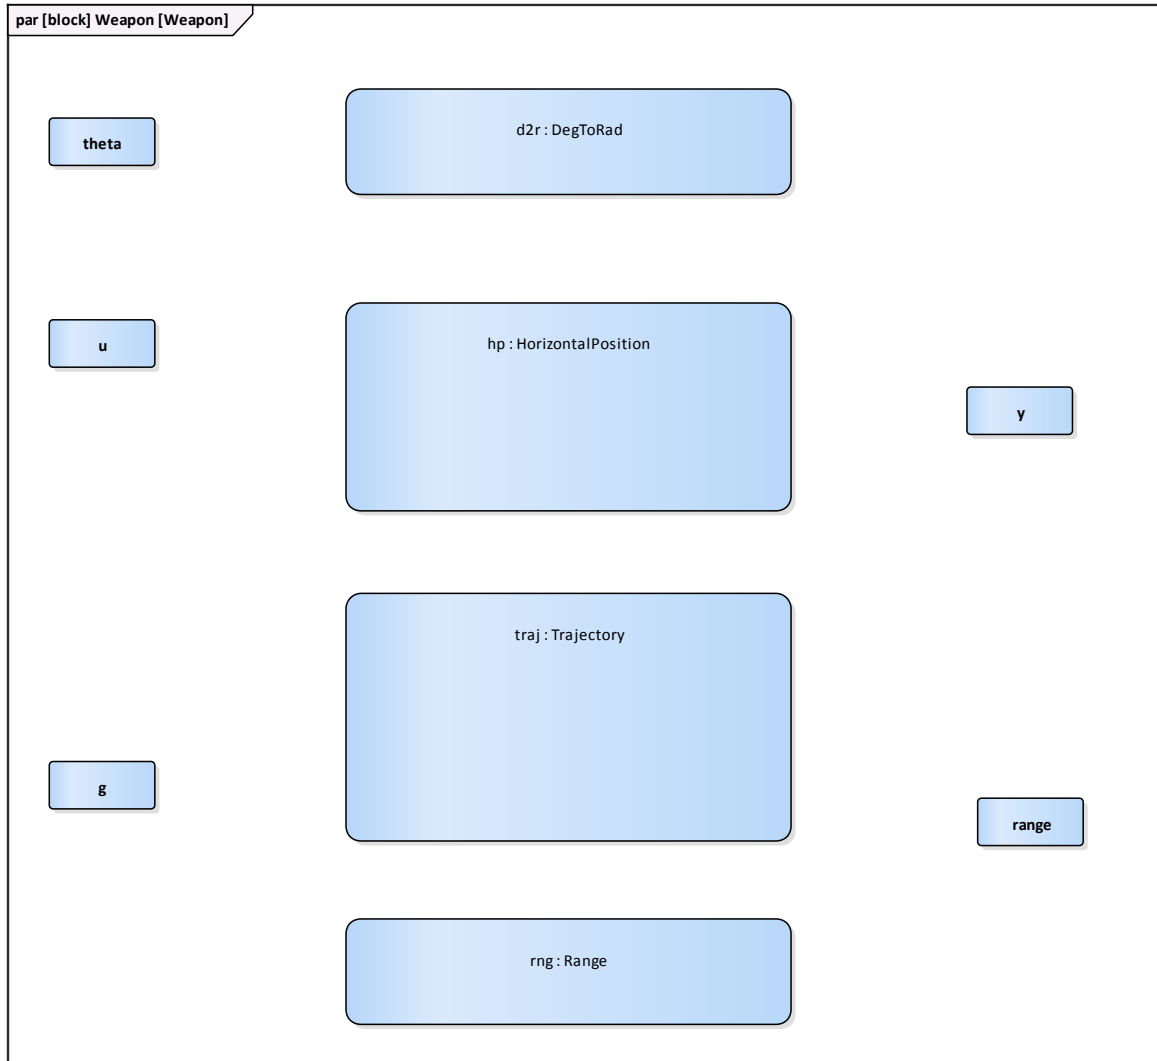 par [block] Weapon [Weapon]
d2r : DegToRad
theta
hp : HorizontalPosition
u
y
traj : Trajectory
g
range
rng : Range